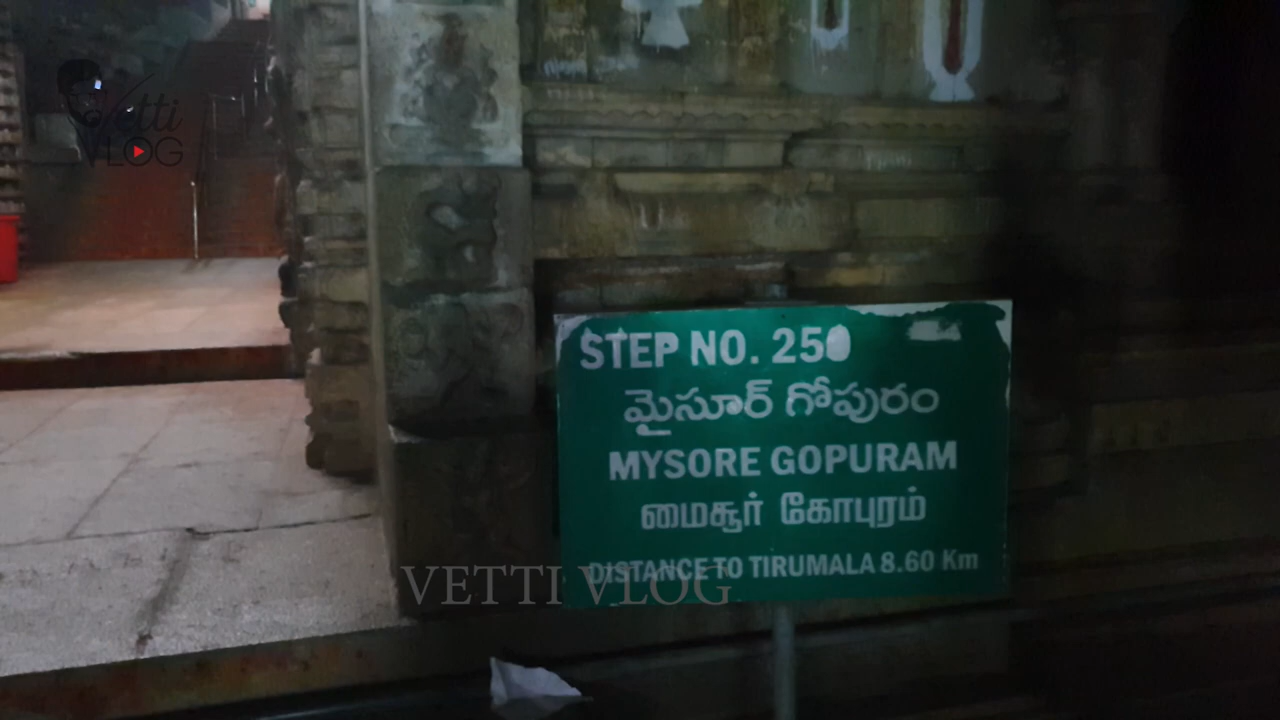 Vetti
VLOG
STEP NO. 250
మైసూర్ గోపురం
MYSORE GOPURAM
மைசூர் கோபுரம்
DISTANCE TO TIRUMALA 8.60 Km
VETTI VLOG